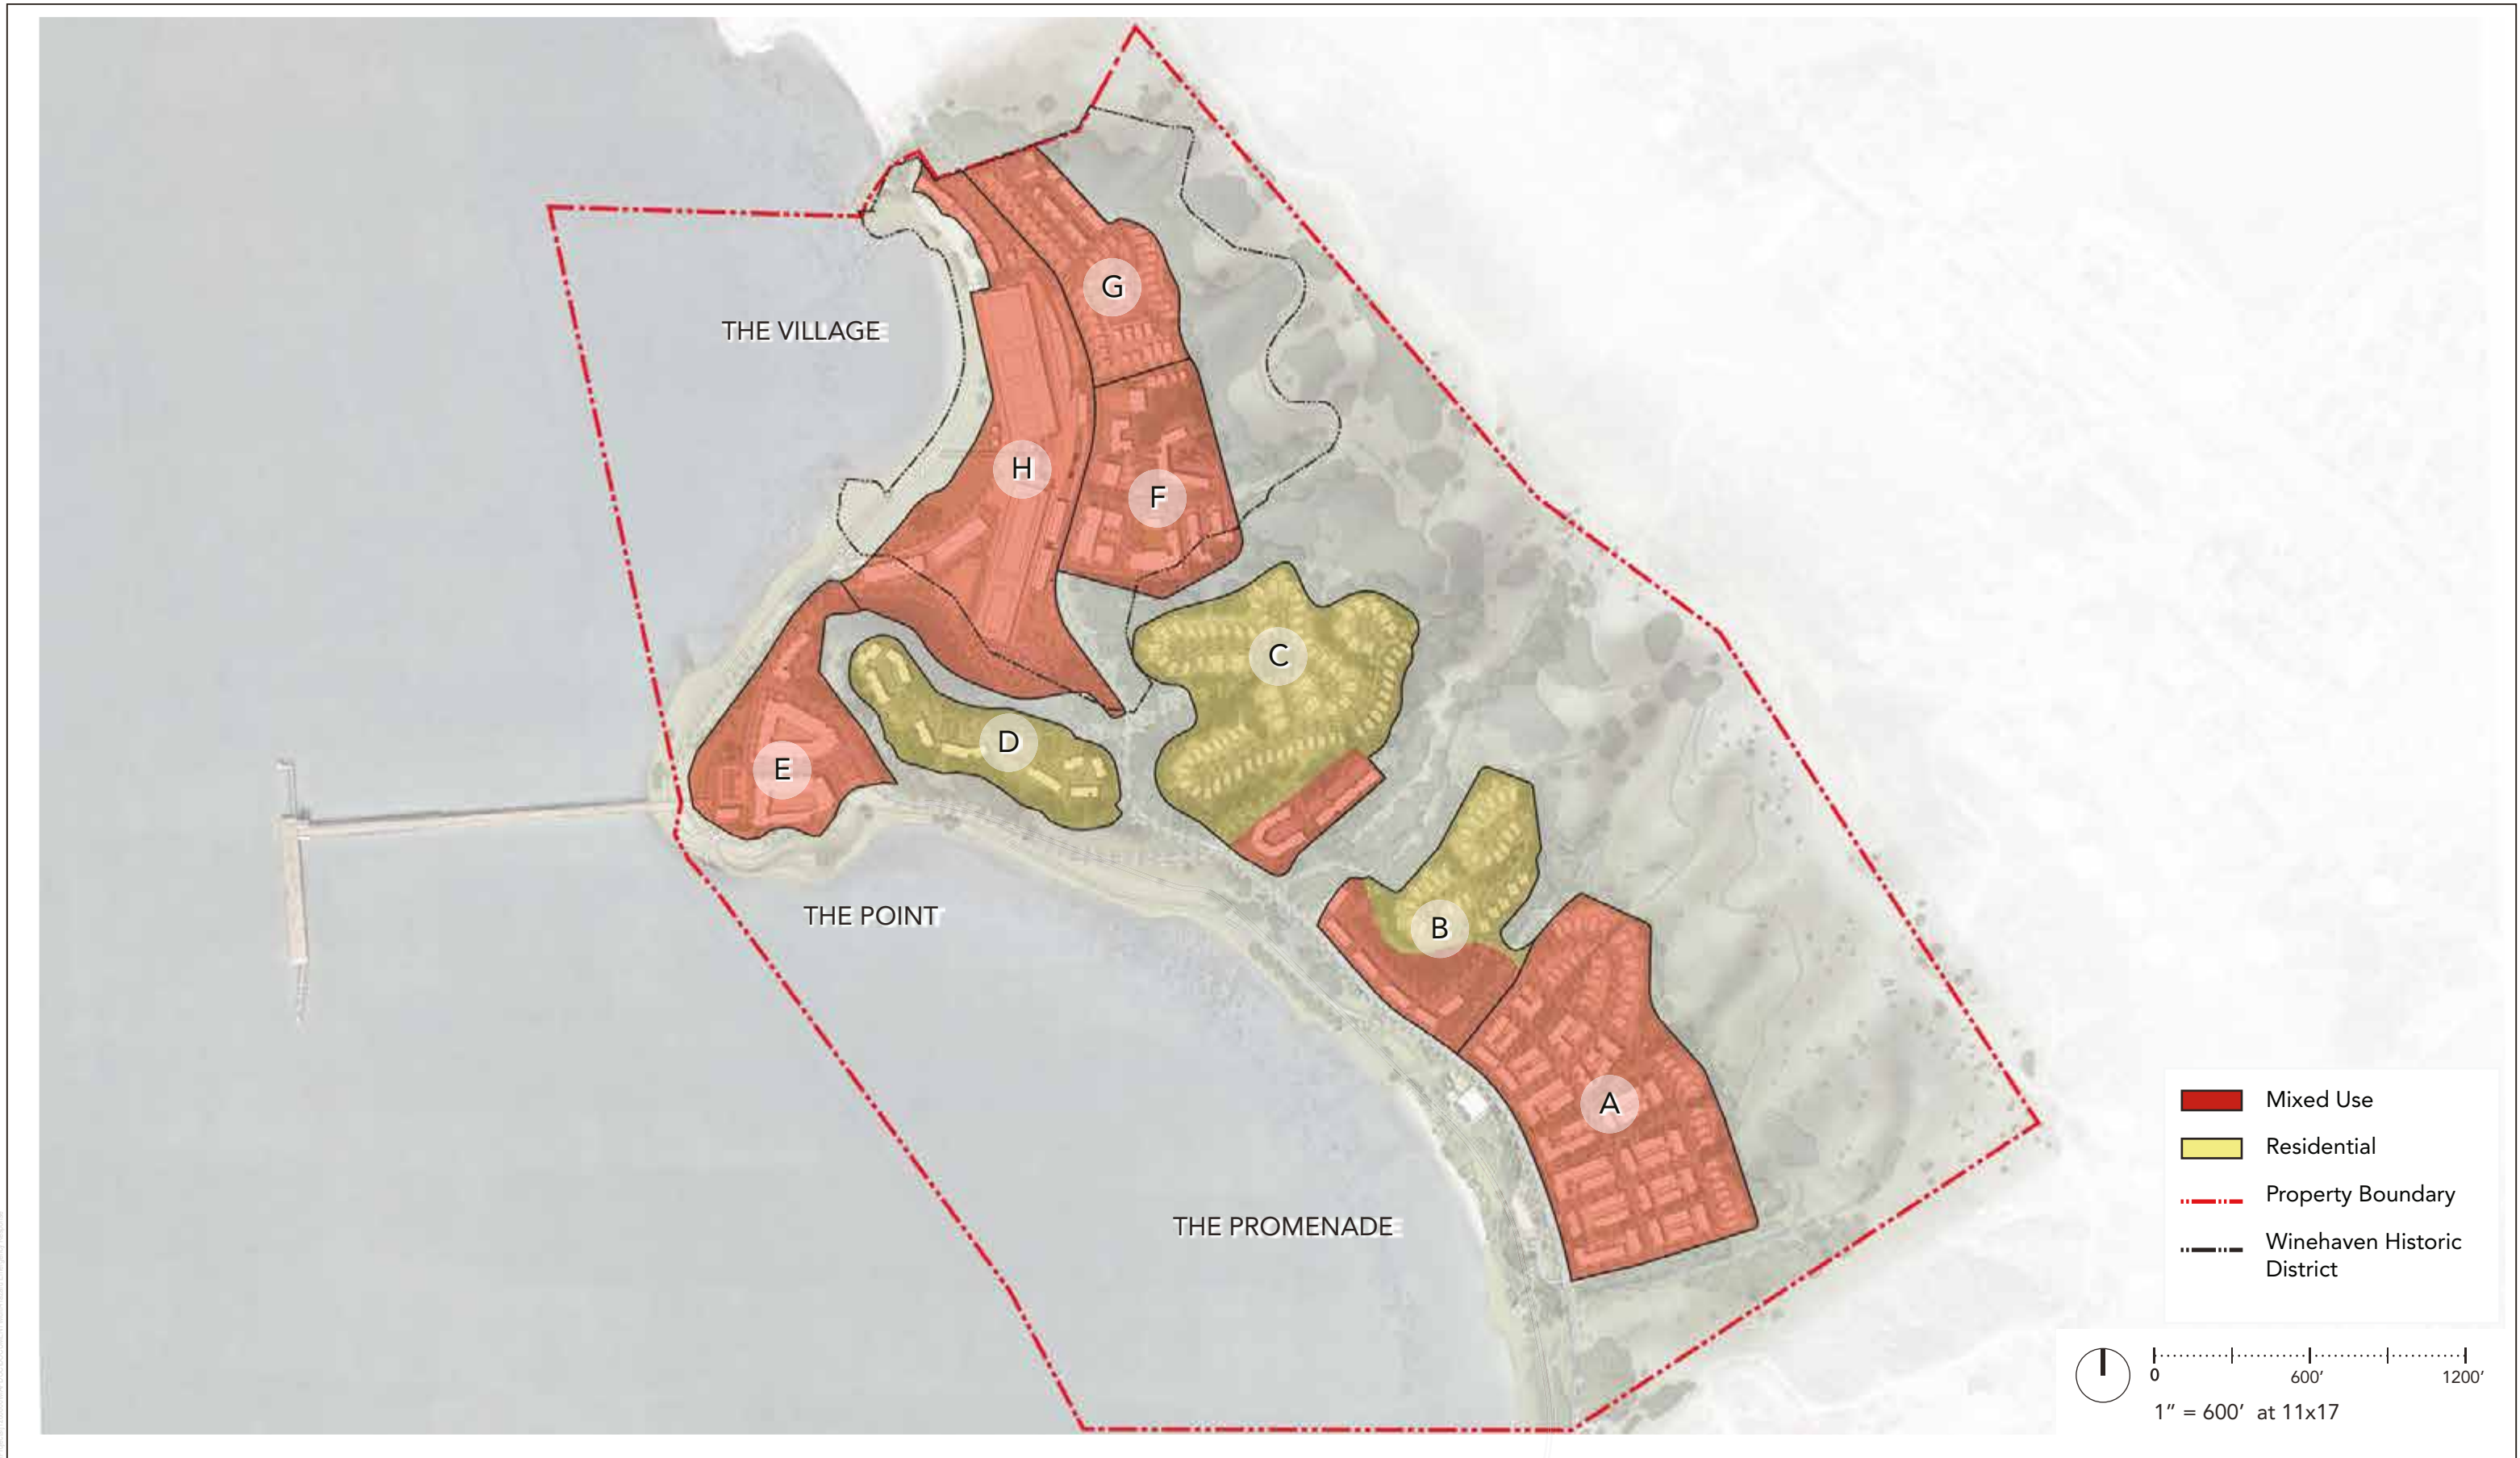 THE VILLAGE
G
H
F
C
D
E
THE POINT
B
A
THE PROMENADE
Mixed Use
Residential
Property Boundary
Winehaven Historic
District
0
600’
1200’
1” = 600’ at 11x17